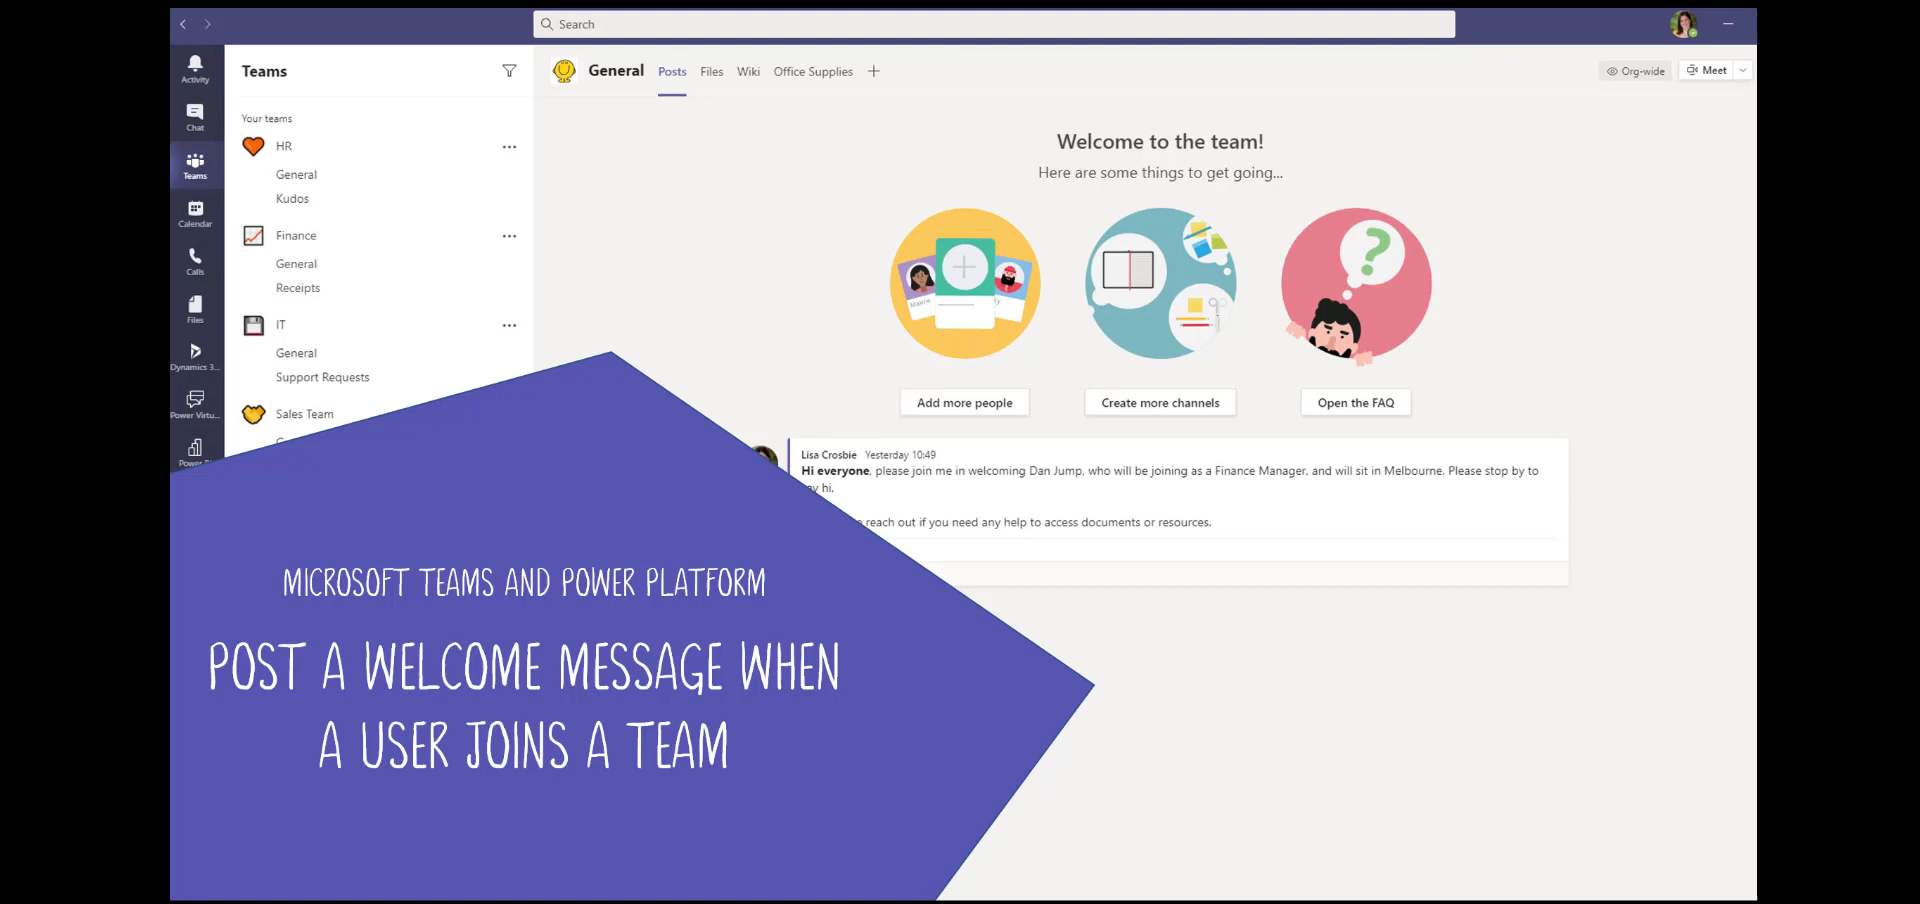 Search
Activity
Chat
Teams
Calendar
Calls
Files
Dynamics 3...
Power Virtu...
Power
Teams
Your teams
HR
General
Kudos
Finance
General
Receipts
IT
General
Support Requests
Sales Team
General Posts Files Wiki Office Supplies
Org-wide Meet
Welcome to the team!
Here are some things to get going...
Add more people
Create more channels
Open the FAQ
Lisa Crosbie Yesterday 10:49
Hi everyone, please join me in welcoming Dan Jump, who will be joining as a Finance Manager, and will sit in Melbourne. Please stop by to
hi.
reach out if you need any help to access documents or resources.
MICROSOFT TEAMS AND POWER PLATFORM
POST A WELCOME MESSAGE WHEN
A USER JOINS A TEAM